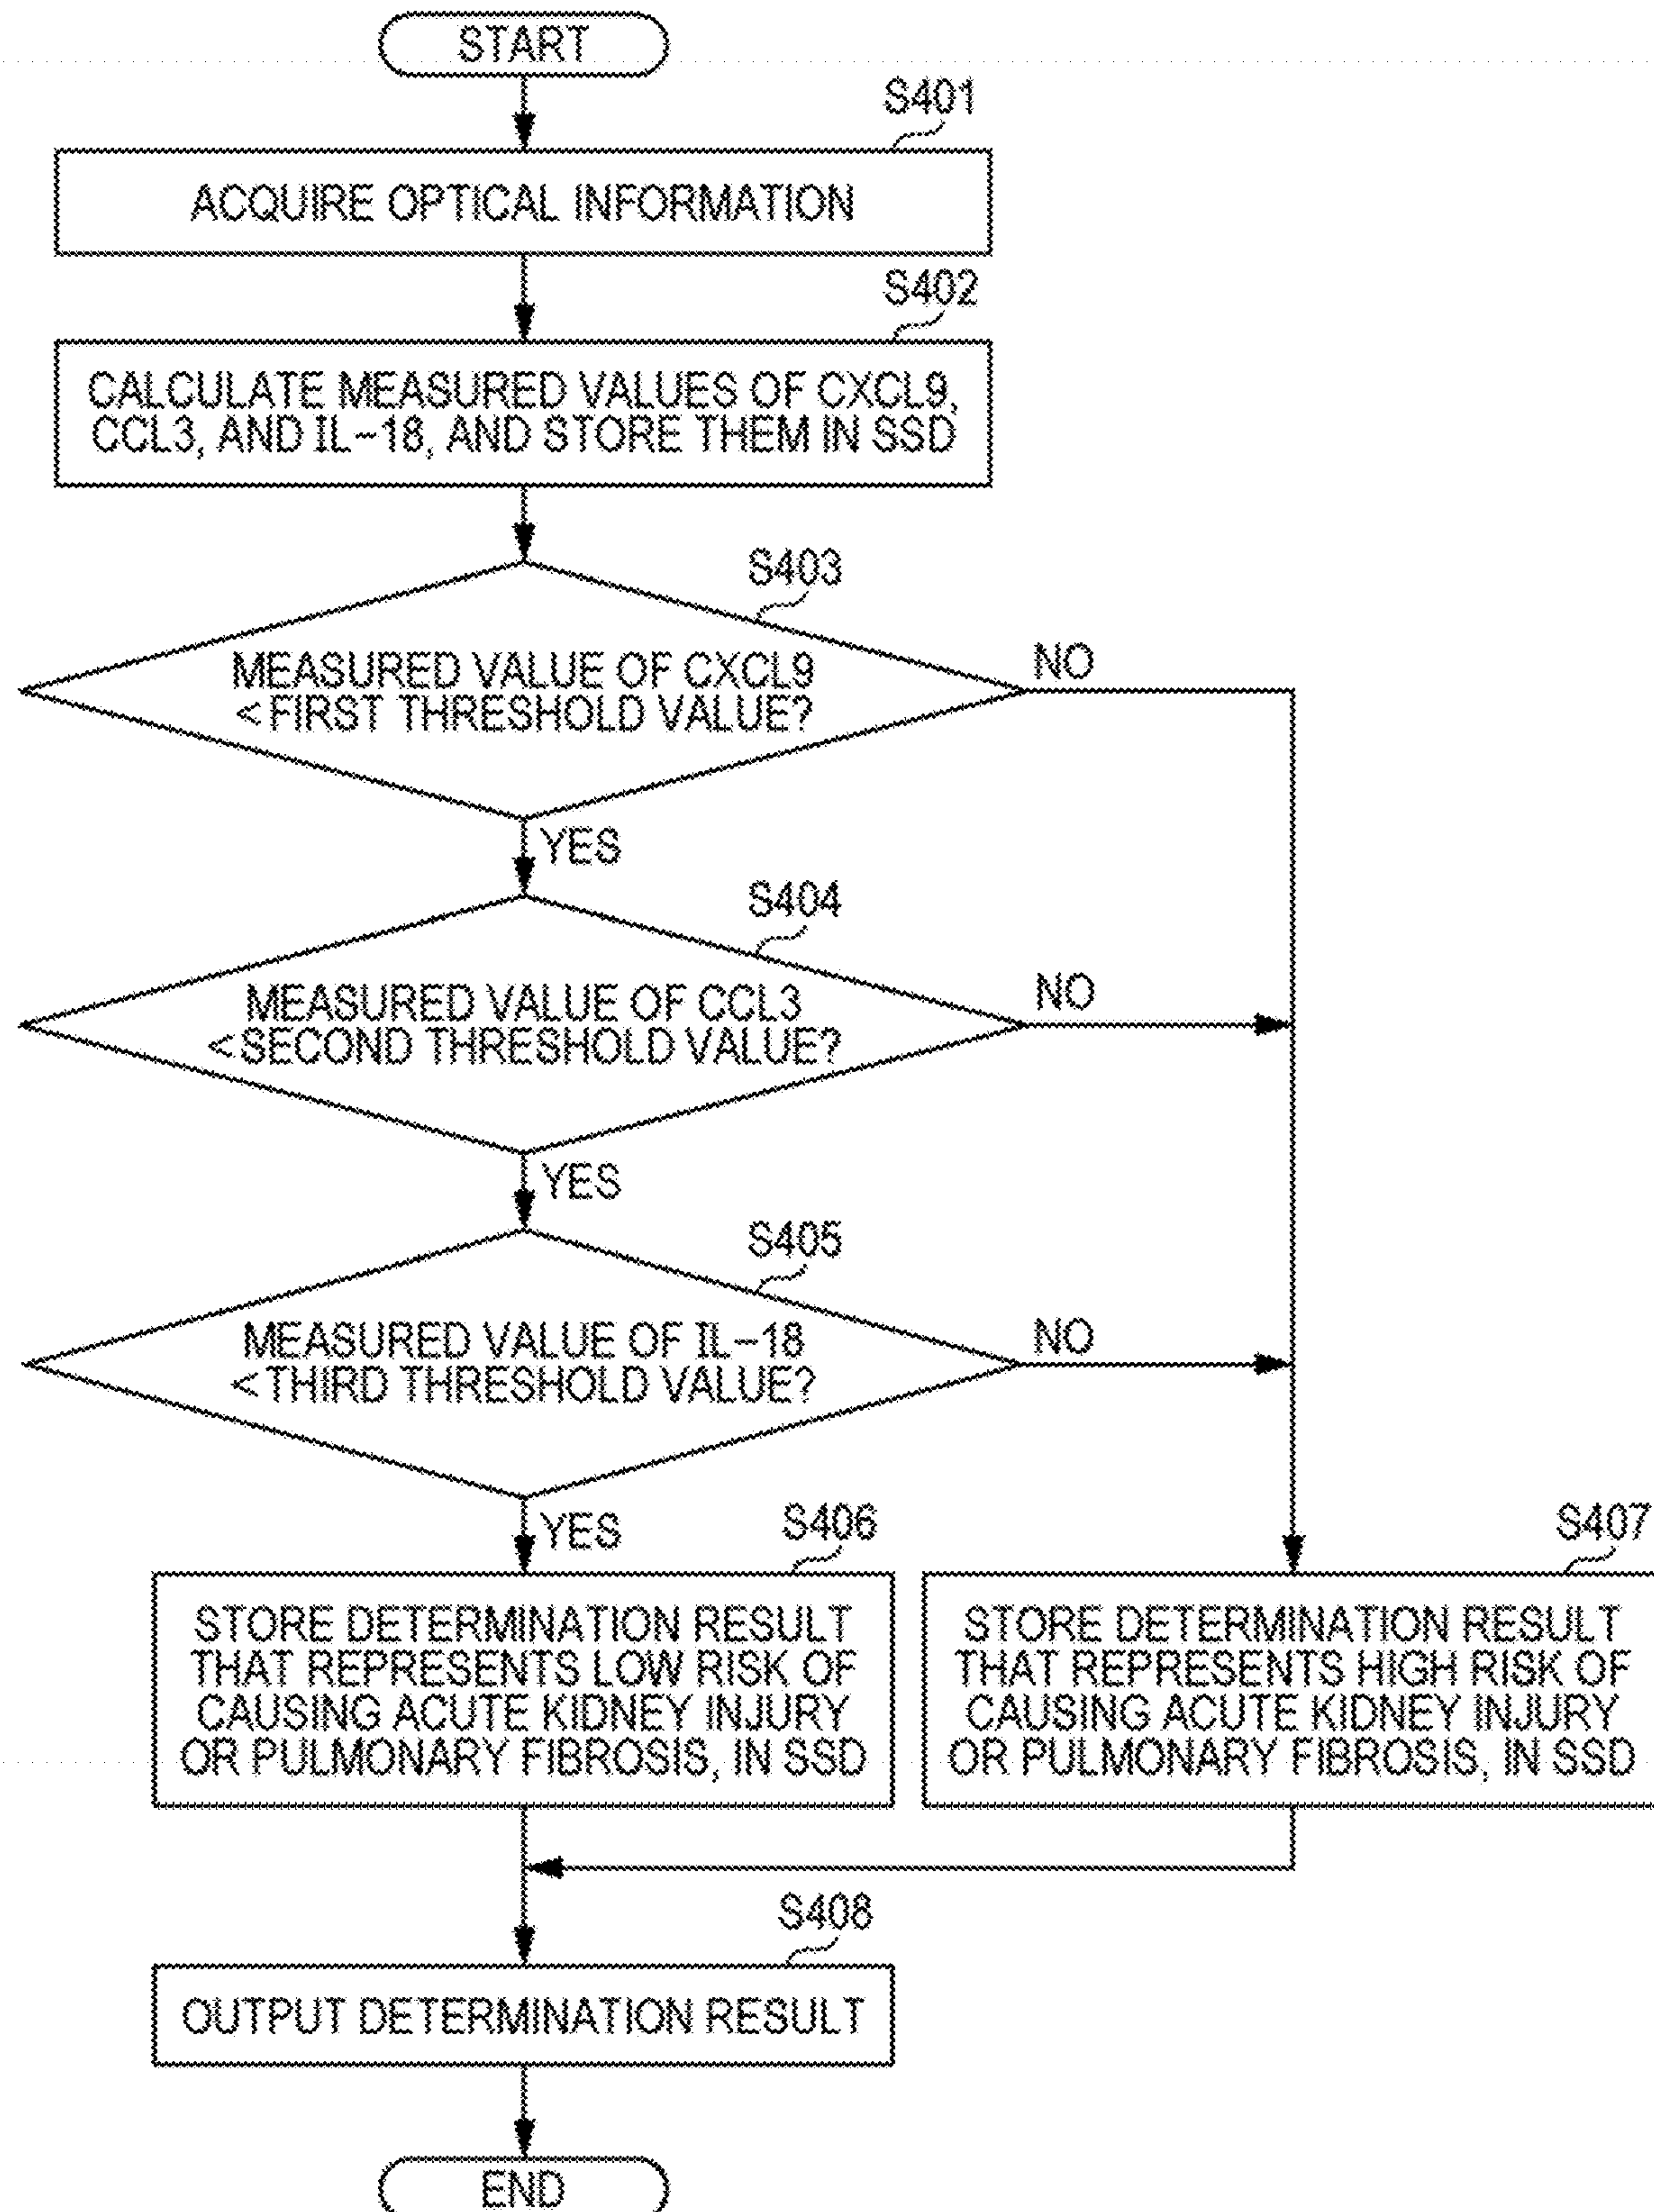 START
S401
ACQUIRE OPTICAL INFORMATION
S402
CALCULATE MEASURED VALUES OF CXCL9,
CCL3, AND IL-18, AND STORE THEM IN SSD
S403
MEASURED VALUE OF CXCL9
< FIRST THRESHOLD VALUE?
NO
YES
S404
MEASURED VALUE OF CCL3
< SECOND THRESHOLD VALUE?
NO
YES
S405
MEASURED VALUE OF IL-18
< THIRD THRESHOLD VALUE?
NO
YES
S406
STORE DETERMINATION RESULT
THAT REPRESENTS LOW RISK OF
CAUSING ACUTE KIDNEY INJURY
OR PULMONARY FIBROSIS, IN SSD
S407
STORE DETERMINATION RESULT
THAT REPRESENTS HIGH RISK OF
CAUSING ACUTE KIDNEY INJURY
OR PULMONARY FIBROSIS, IN SSD
S408
OUTPUT DETERMINATION RESULT
END